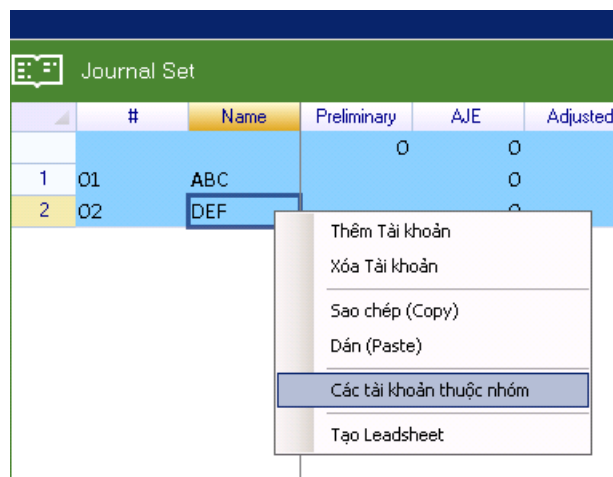 Journal Set
# Name Preliminary AJE Adjusted
0 0
1 01 ABC 0
2 02 DEF 0
Thêm Tài khoản
Xóa Tài khoản
Sao chép (Copy)
Dán (Paste)
Các tài khoản thuộc nhóm
Tạo Leadsheet